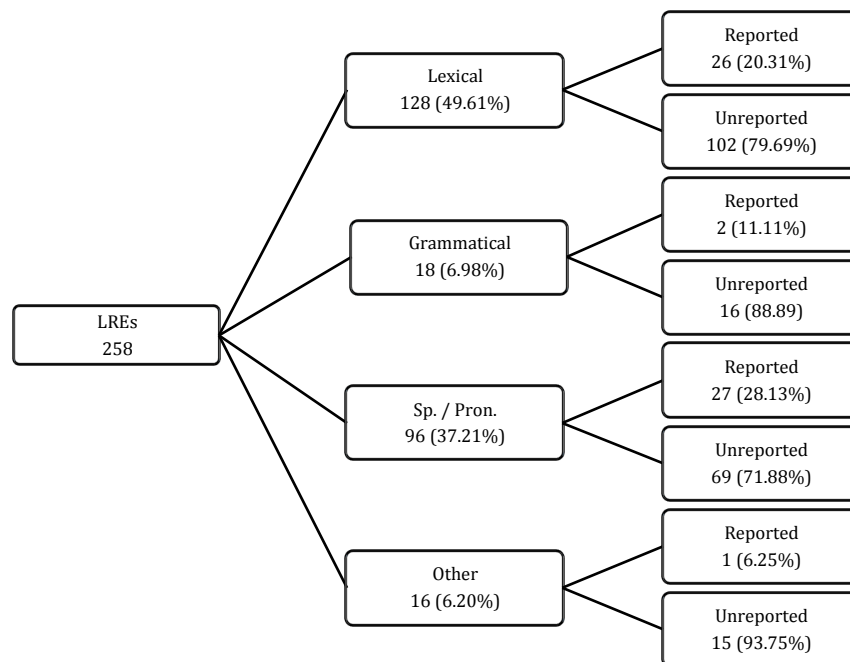 LREs
258
Lexical
128 (49.61%)
Reported
26 (20.31%)
Unreported
102 (79.69%)
Grammatical
18 (6.98%)
Reported
2 (11.11%)
Unreported
16 (88.89)
Sp. / Pron.
96 (37.21%)
Reported
27 (28.13%)
Unreported
69 (71.88%)
Other
16 (6.20%)
Reported
1 (6.25%)
Unreported
15 (93.75%)